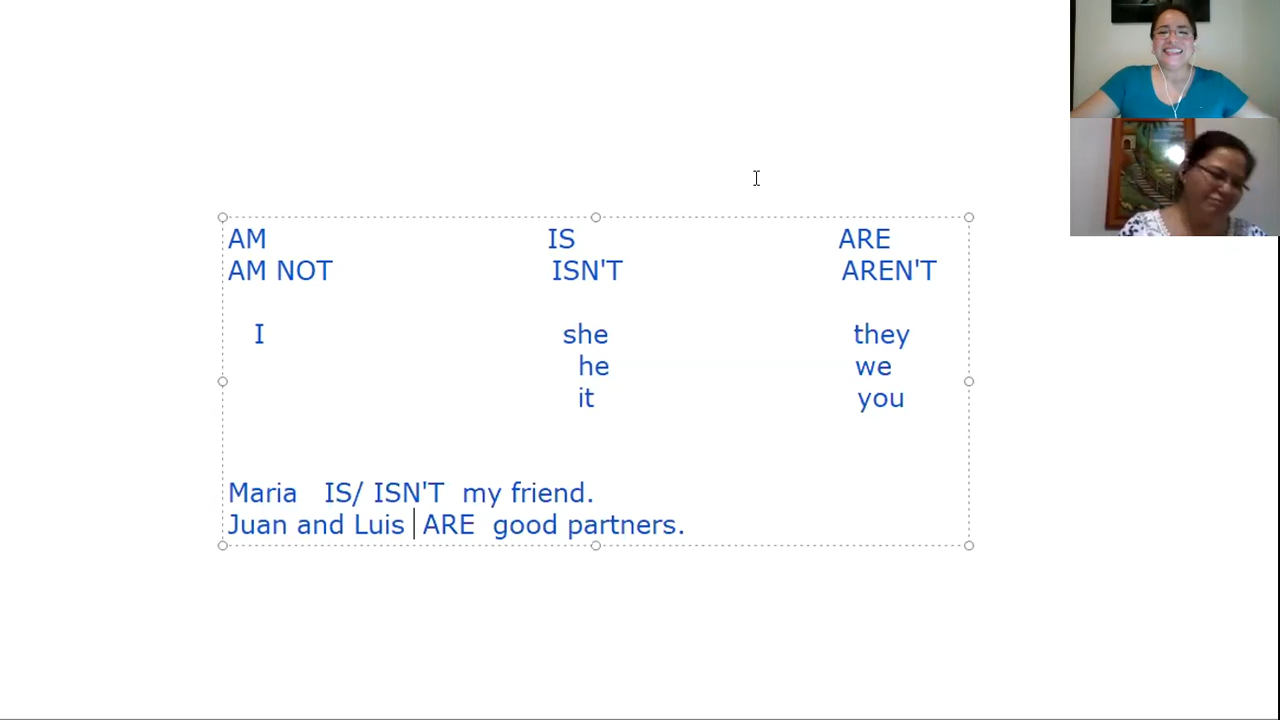 AM IS ARE
AM NOT ISN'T AREN'T
I she they
he we
it you
Maria IS/ ISN'T my friend.
Juan and Luis ARE good partners.